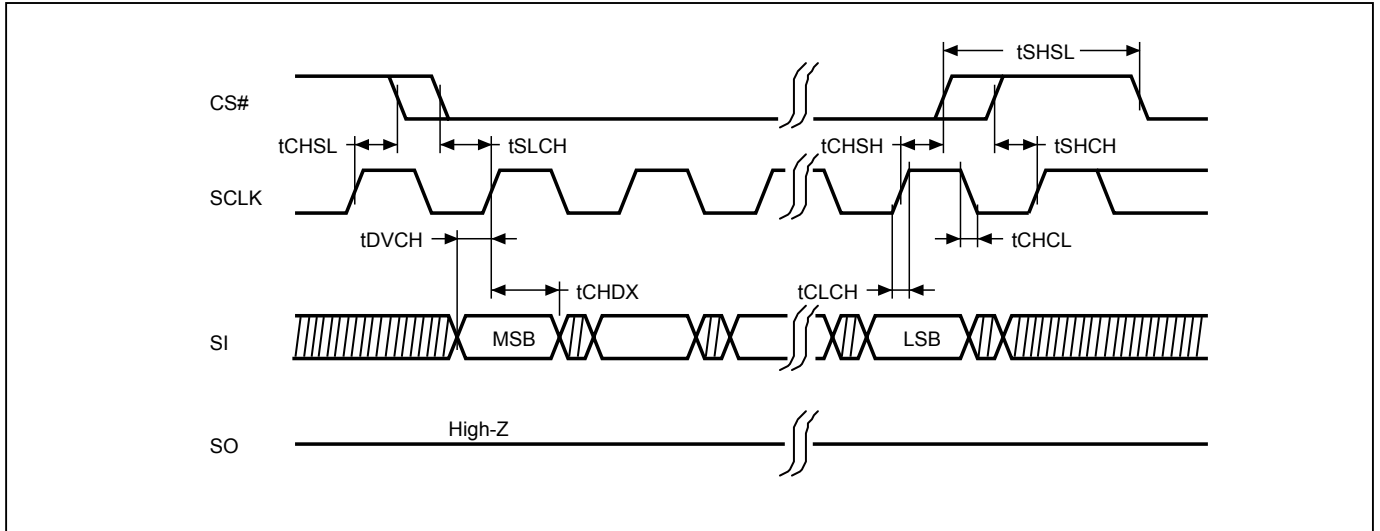 tSHSL
CS#
tCHSL
tSLCH
tCHSH
tSHCH
SCLK
tDVCH
tCHCL
tCHDX
tCLCH
SI
MSB
LSB
High-Z
SO